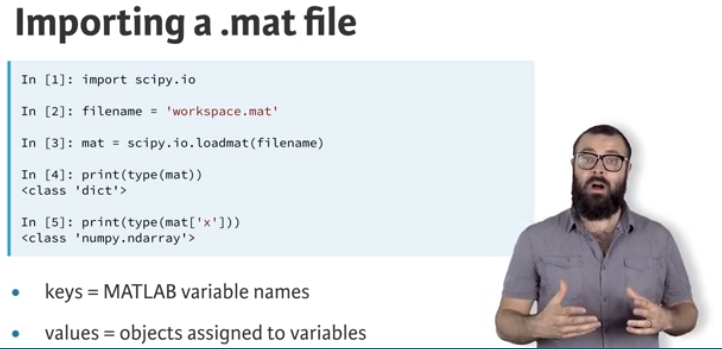 Importing a .mat file
In [1]: import scipy.io
In [2]: filename = 'workspace.mat'
In [3]: mat = scipy.io.loadmat(filename)
In [4]: print(type(mat))
<class 'dict'>
In [5]: print(type(mat['x']))
<class 'numpy.ndarray'>
• keys = MATLAB variable names
• values = objects assigned to variables